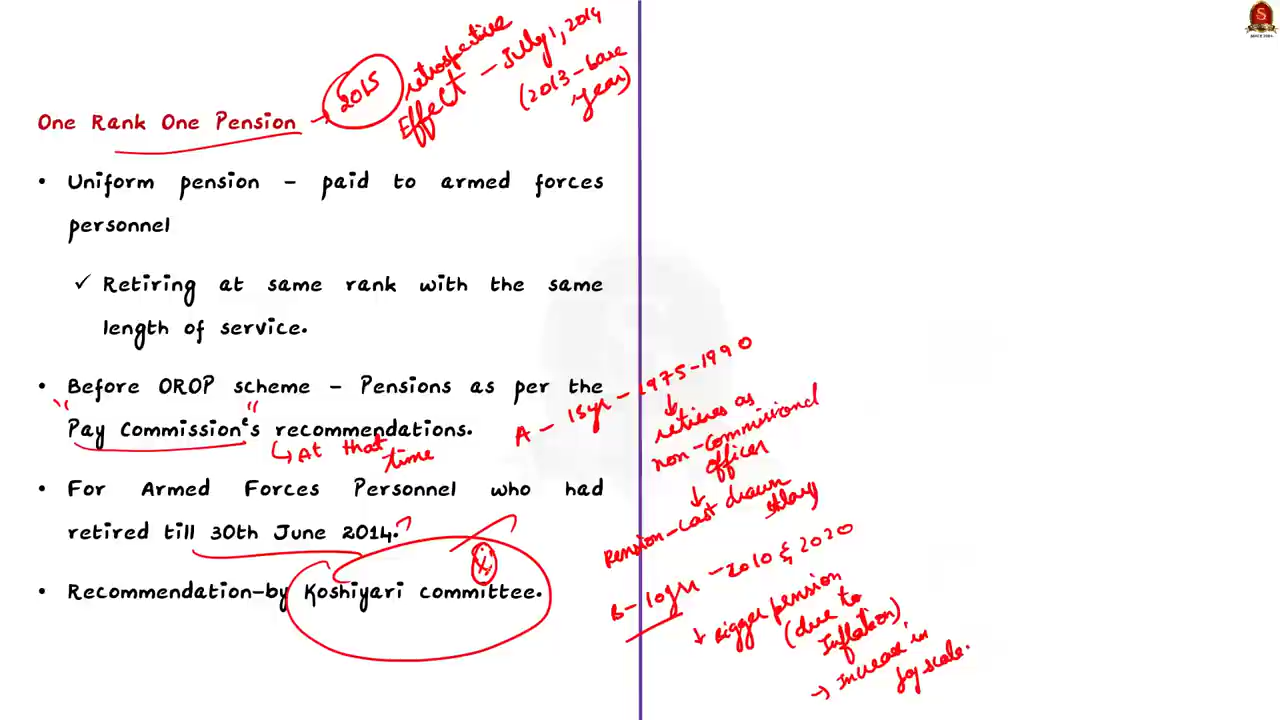 One Rank One Pension → 2015
retrospective
Effect - July 1, 2014
(2013 - base
year)
• Uniform pension – paid to armed forces
personnel
✓ Retiring at same rank with the same
length of service.
• Before OROP scheme – Pensions as per the
"Pay Commission"'s recommendations.
↳ At that
time
• For Armed Forces Personnel who had
retired till 30th June 2014.
• Recommendation-by Koshiyari committee.
A - 15yr - 1975-1990
↓
retires as
non-commissional
officer
↓
Pension - Last drawn
B - 10yr - 2010 & 2020
↓ Bigger pension
(due to
Inflation),
→ Increase in
scale.
S
SINCE 2004